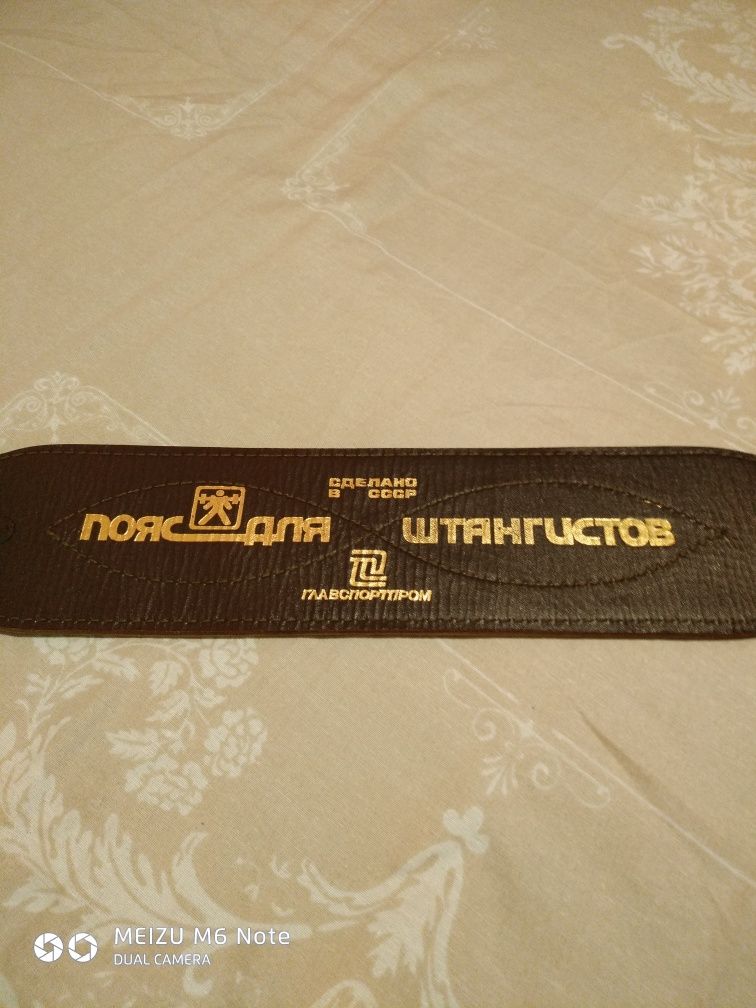 СДЕЛАНО
В СССР
ПОЯС ДЛЯ ШТАНГИСТОВ
ГЛАВСПОРТПРОМ
MEIZU M6 Note
DUAL CAMERA